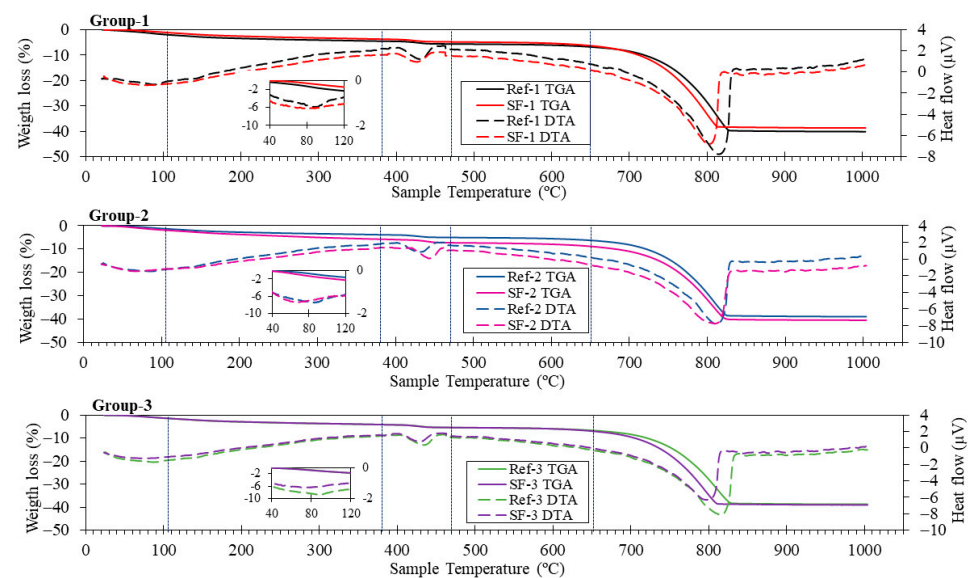 Group-1
Weigth loss (%)
0
−10
−20
−30
−40
−50
4
2
0
−2
−4
−6
−8
Heat flow (µV)
-2
-6
-10
0
-2
40 80 120
Ref-1 TGA
SF-1 TGA
Ref-1 DTA
SF-1 DTA
0 100 200 300 400 500 600 700 800 900 1000
Sample Temperature (ºC)
Group-2
Weight loss (%)
0
−10
−20
−30
−40
−50
4
2
0
−2
−4
−6
−8
−10
Heat flow (µV)
-2
-6
-10
0
-2
40 80 120
Ref-2 TGA
SF-2 TGA
Ref-2 DTA
SF-2 DTA
0 100 200 300 400 500 600 700 800 900 1000
Sample Temperature (ºC)
Group-3
Weight loss (%)
0
−10
−20
−30
−40
−50
4
2
0
−2
−4
−6
−8
−10
Heat flow (µV)
-2
-6
-10
0
-2
40 60 80 100 120
Ref-3 TGA
SF-3 TGA
Ref-3 DTA
SF-3 DTA
0 100 200 300 400 500 600 700 800 900 1000
Sample Temperature (ºC)